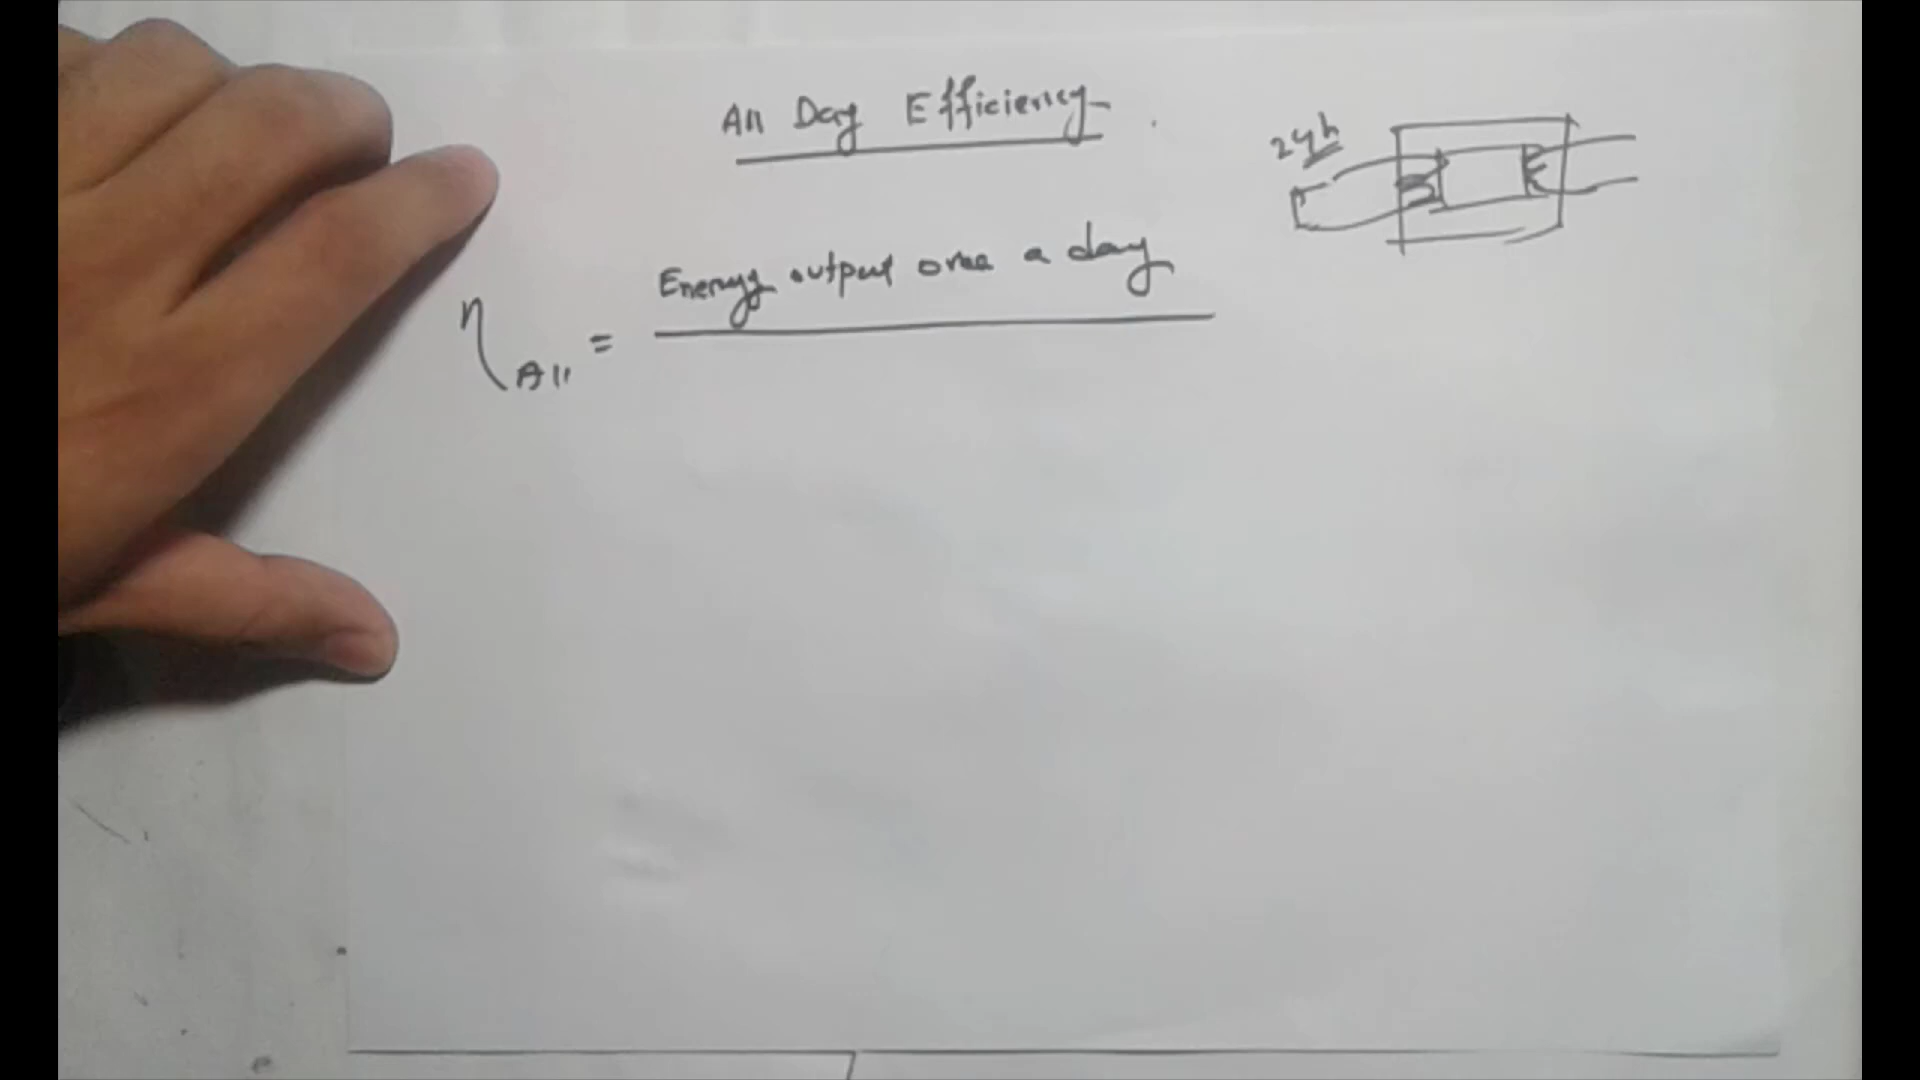 All Day Efficiency
24h
Energy output over a day
η All =